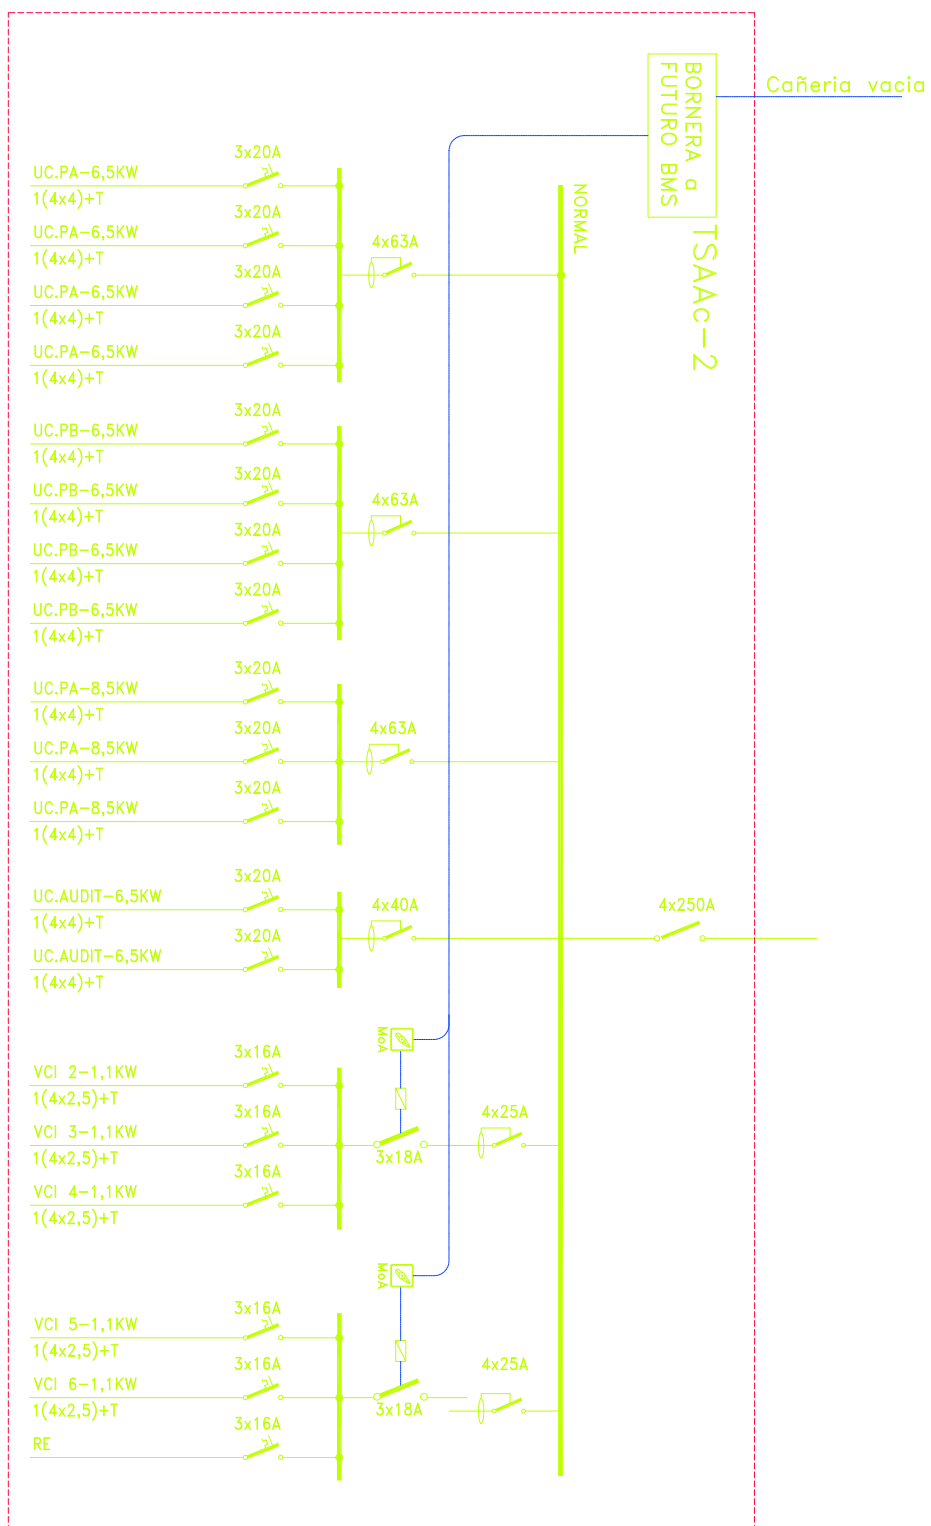 Cañeria vacia
BORNERA a
FUTURO BMS
TSAAc-2
NORMAL
3x20A
UC.PA-6,5KW
1(4x4)+T
3x20A
UC.PA-6,5KW
1(4x4)+T
4x63A
3x20A
UC.PA-6,5KW
1(4x4)+T
3x20A
UC.PA-6,5KW
1(4x4)+T
3x20A
UC.PB-6,5KW
1(4x4)+T
3x20A
UC.PB-6,5KW
1(4x4)+T
4x63A
3x20A
UC.PB-6,5KW
1(4x4)+T
3x20A
UC.PB-6,5KW
1(4x4)+T
3x20A
UC.PA-8,5KW
1(4x4)+T
3x20A
4x63A
UC.PA-8,5KW
1(4x4)+T
3x20A
UC.PA-8,5KW
1(4x4)+T
3x20A
UC.AUDIT-6,5KW
1(4x4)+T
4x40A
4x250A
3x20A
UC.AUDIT-6,5KW
1(4x4)+T
MoA
3x16A
VCI 2-1,1KW
1(4x2,5)+T
3x16A
4x25A
VCI 3-1,1KW
1(4x2,5)+T
3x18A
3x16A
VCI 4-1,1KW
1(4x2,5)+T
MoA
3x16A
VCI 5-1,1KW
1(4x2,5)+T
3x16A
4x25A
VCI 6-1,1KW
1(4x2,5)+T
3x18A
3x16A
RE